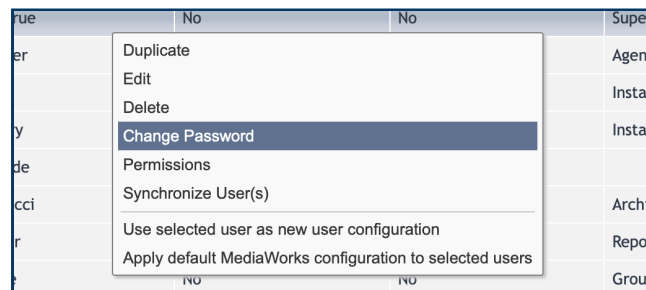 rue No No Supe
er Agen
Duplicate
Edit
Insta
Delete
ry Insta
Change Password
de
Permissions
Synchronize User(s)
cci Arch
Use selected user as new user configuration
r Repo
Apply default MediaWorks configuration to selected users
No No Grou